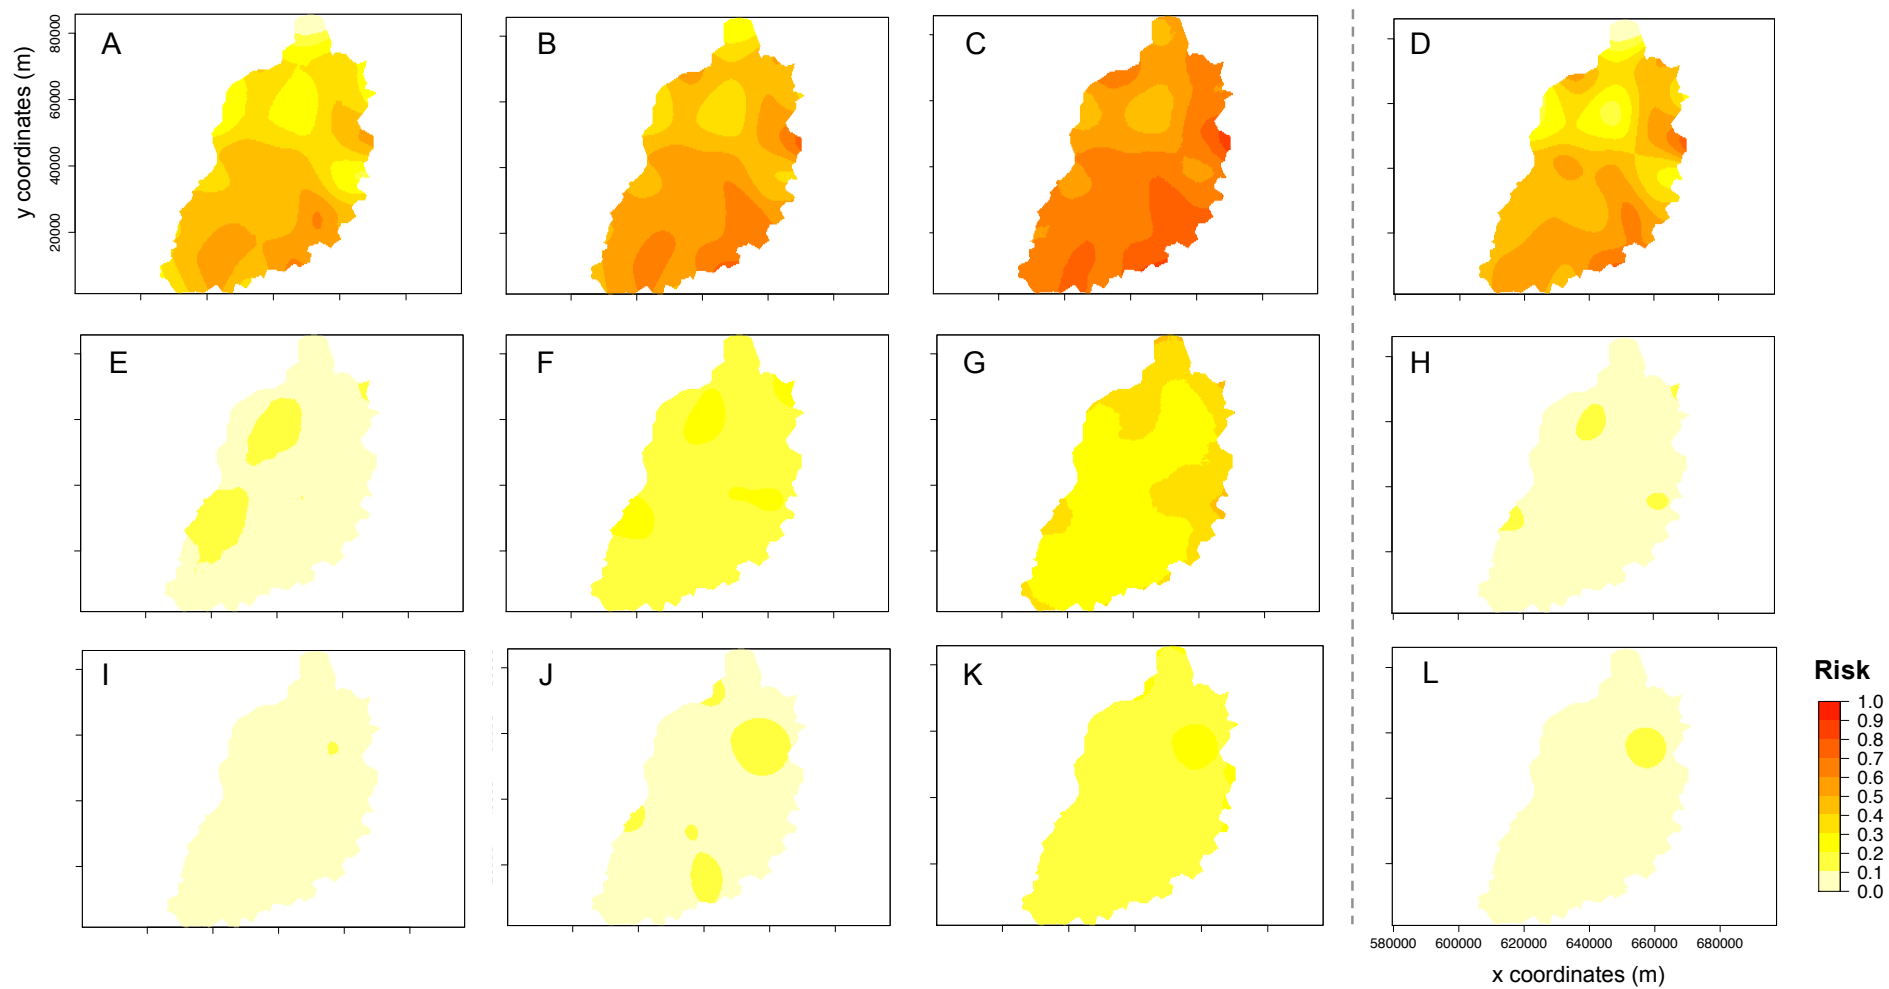 A
B
C
D
y coordinates (m)
80000
60000
40000
20000
E
F
G
H
I
J
K
L
Risk
1.0
0.9
0.8
0.7
0.6
0.5
0.4
0.3
0.2
0.1
0.0
580000 600000 620000 640000 660000 680000
x coordinates (m)